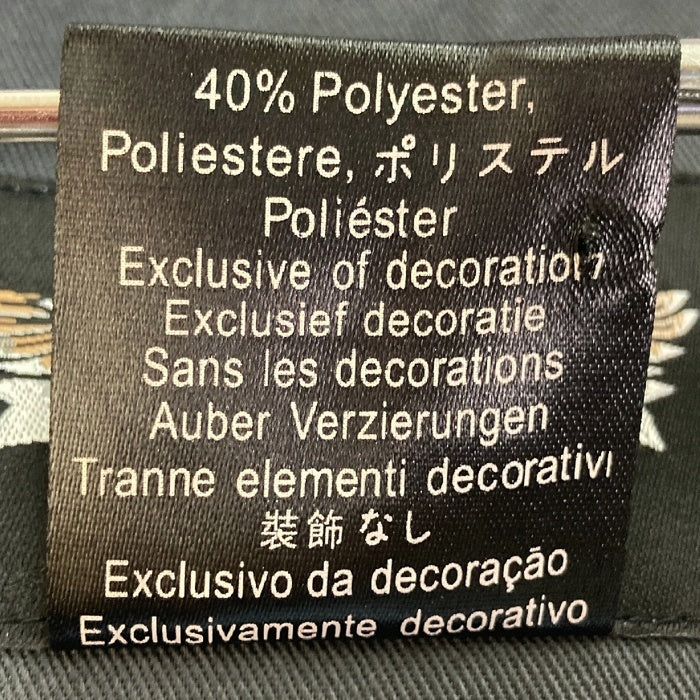 40% Polyester,
Poliestere, ポリステル
Poliéster
Exclusive of decoration
Exclusief decoratie
Sans les decorations
Auber Verzierungen
Tranne elementi decorativi
装飾なし
Exclusivo da decoração
Exclusivamente decorativo